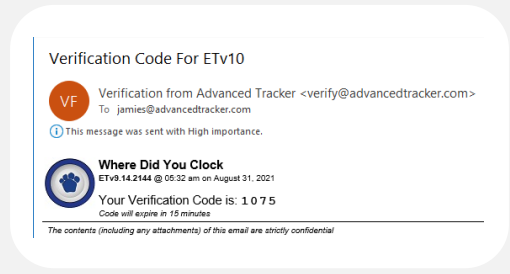 Verification Code For ETv10
VF
Verification from Advanced Tracker <verify@advancedtracker.com>
To jamies@advancedtracker.com
i This message was sent with High importance.
Where Did You Clock
ETv9.14.2144 @ 05:32 am on August 31, 2021
Your Verification Code is: 1075
Code will expire in 15 minutes
The contents (including any attachments) of this email are strictly confidential